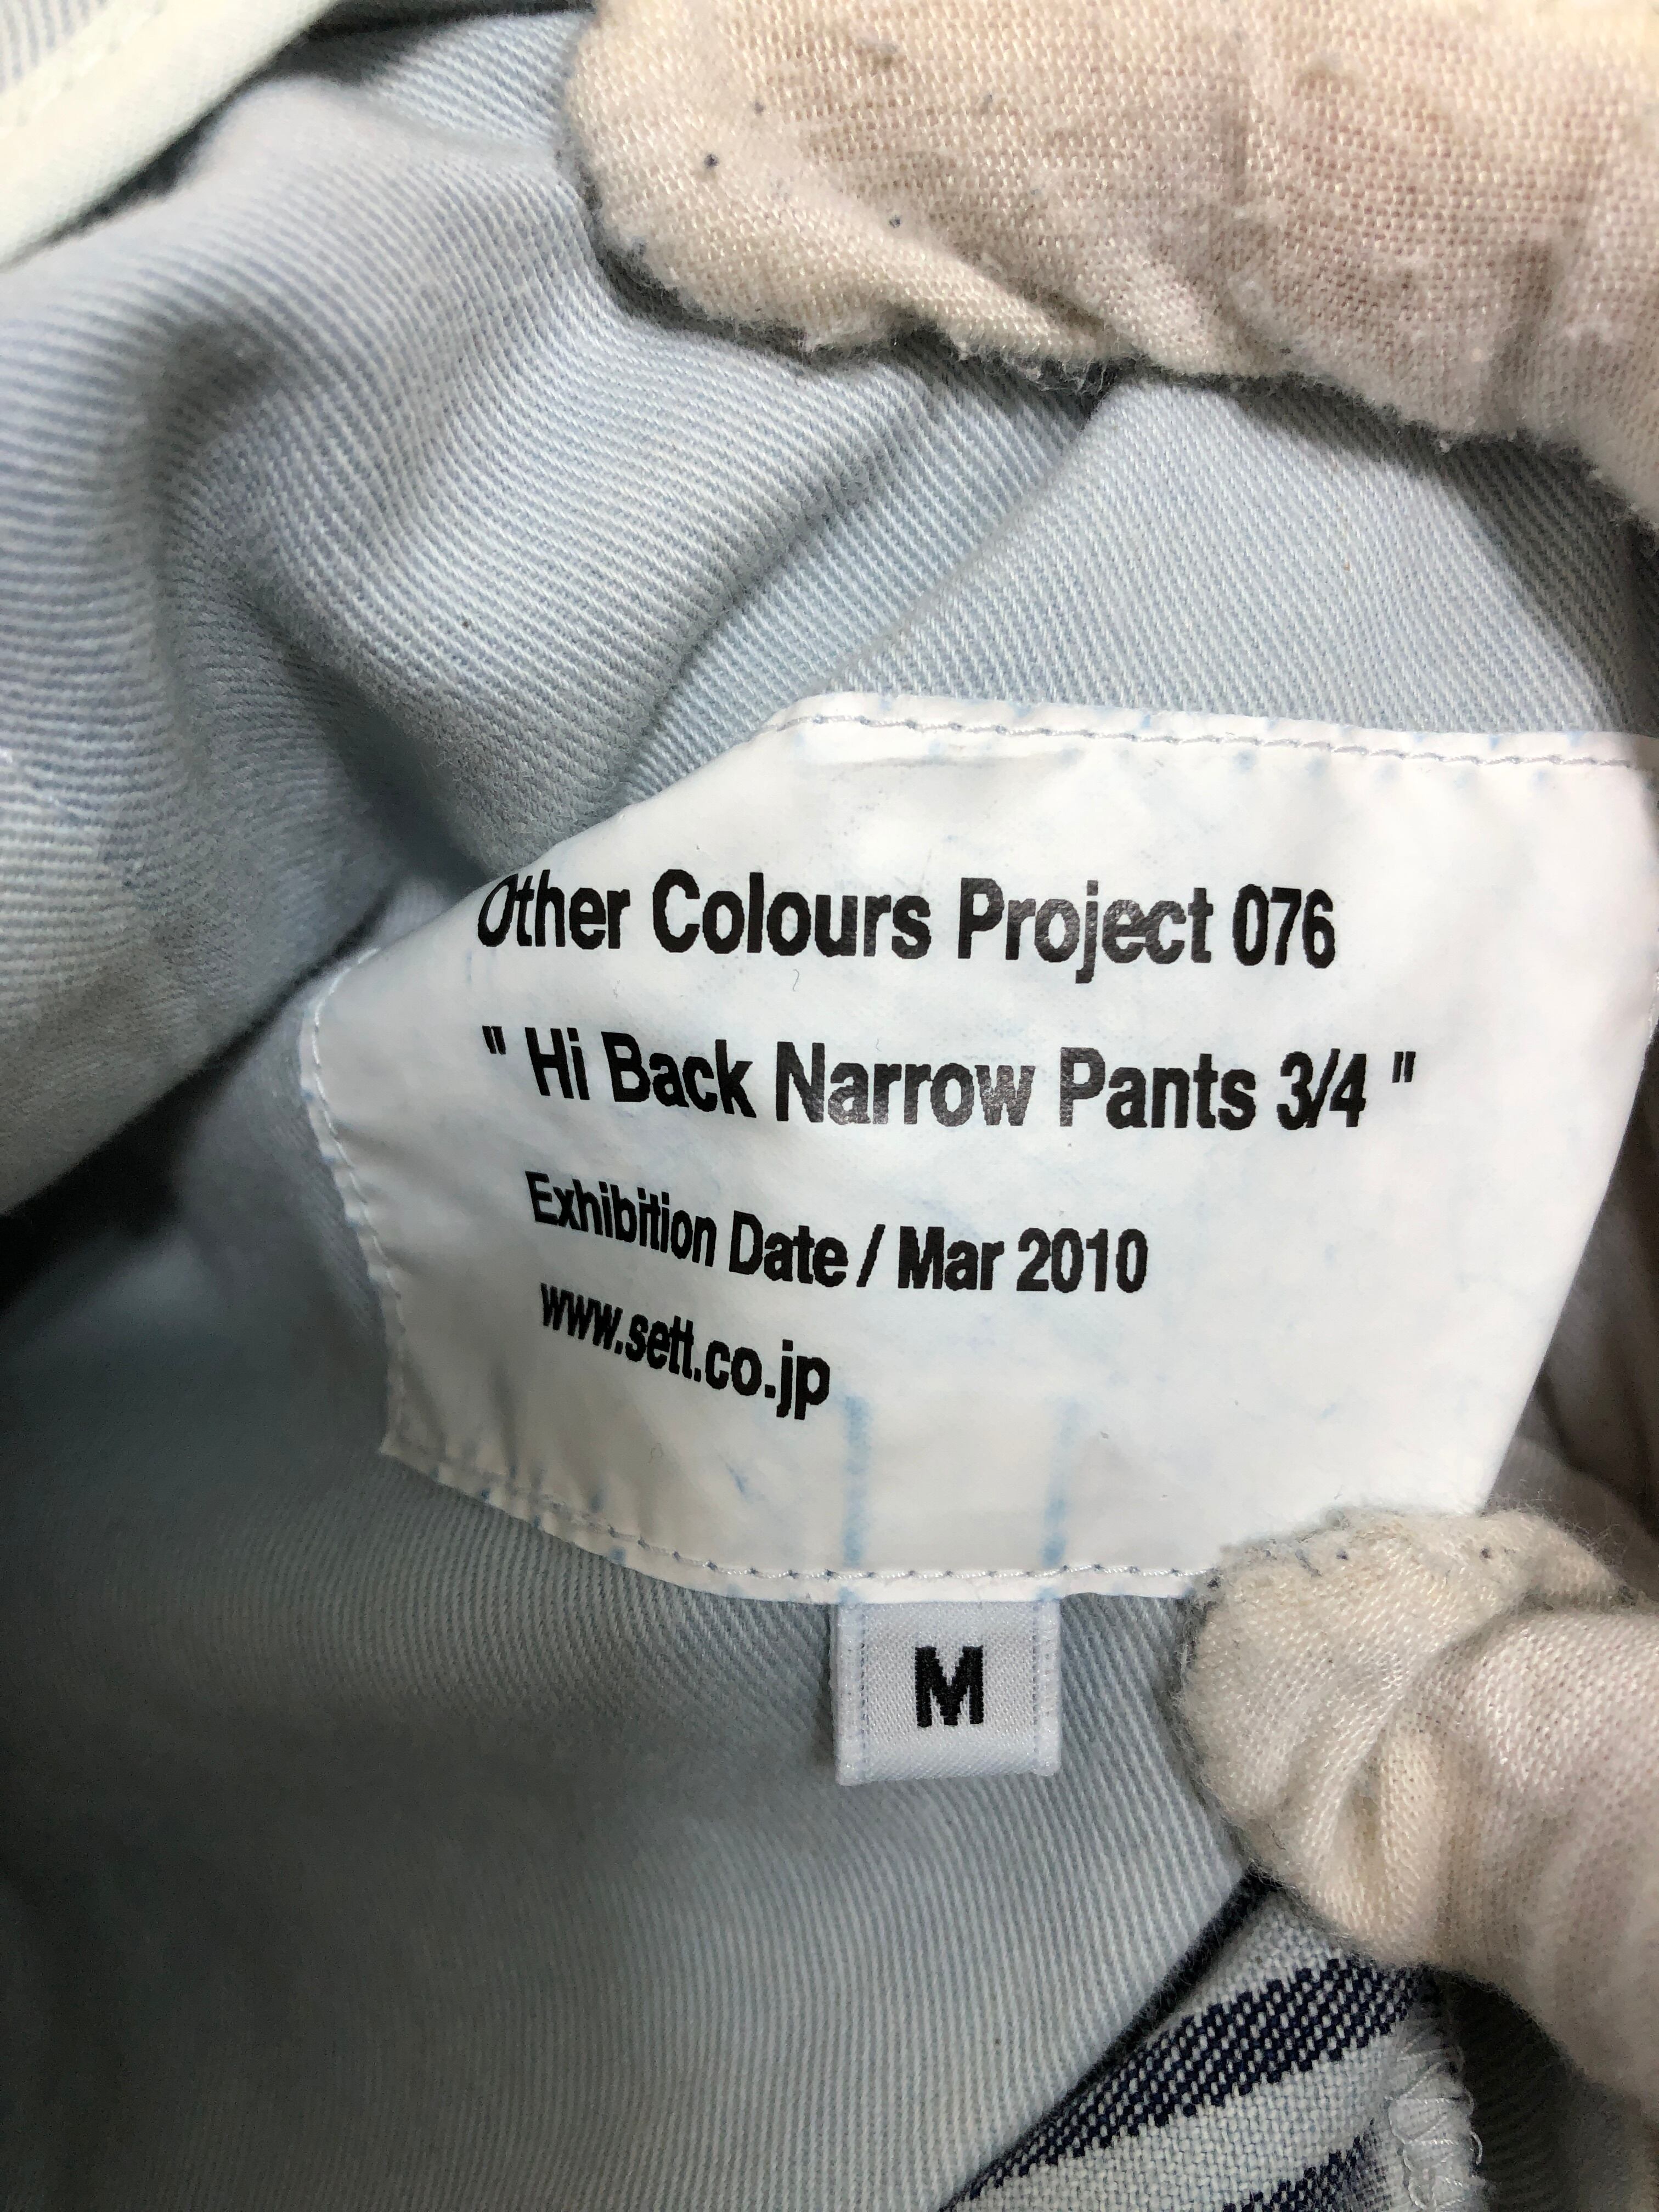 Other Colours Project 076
" Hi Back Narrow Pants 3/4 "
Exhibition Date / Mar 2010
www.sett.co.jp
M